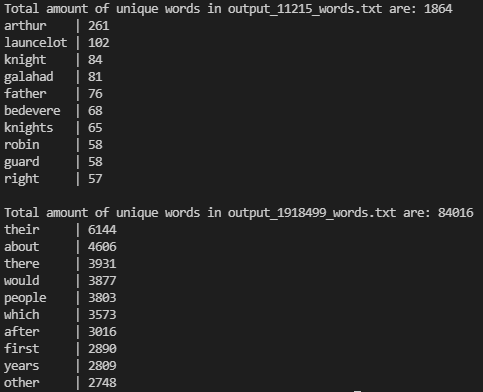 Total amount of unique words in output_11215_words.txt are: 1864
arthur | 261
launcelot | 102
knight | 84
galahad | 81
father | 76
bedevere | 68
knights | 65
robin | 58
guard | 58
right | 57
Total amount of unique words in output_1918499_words.txt are: 84016
their | 6144
about | 4606
there | 3931
would | 3877
people | 3803
which | 3573
after | 3016
first | 2890
years | 2809
other | 2748